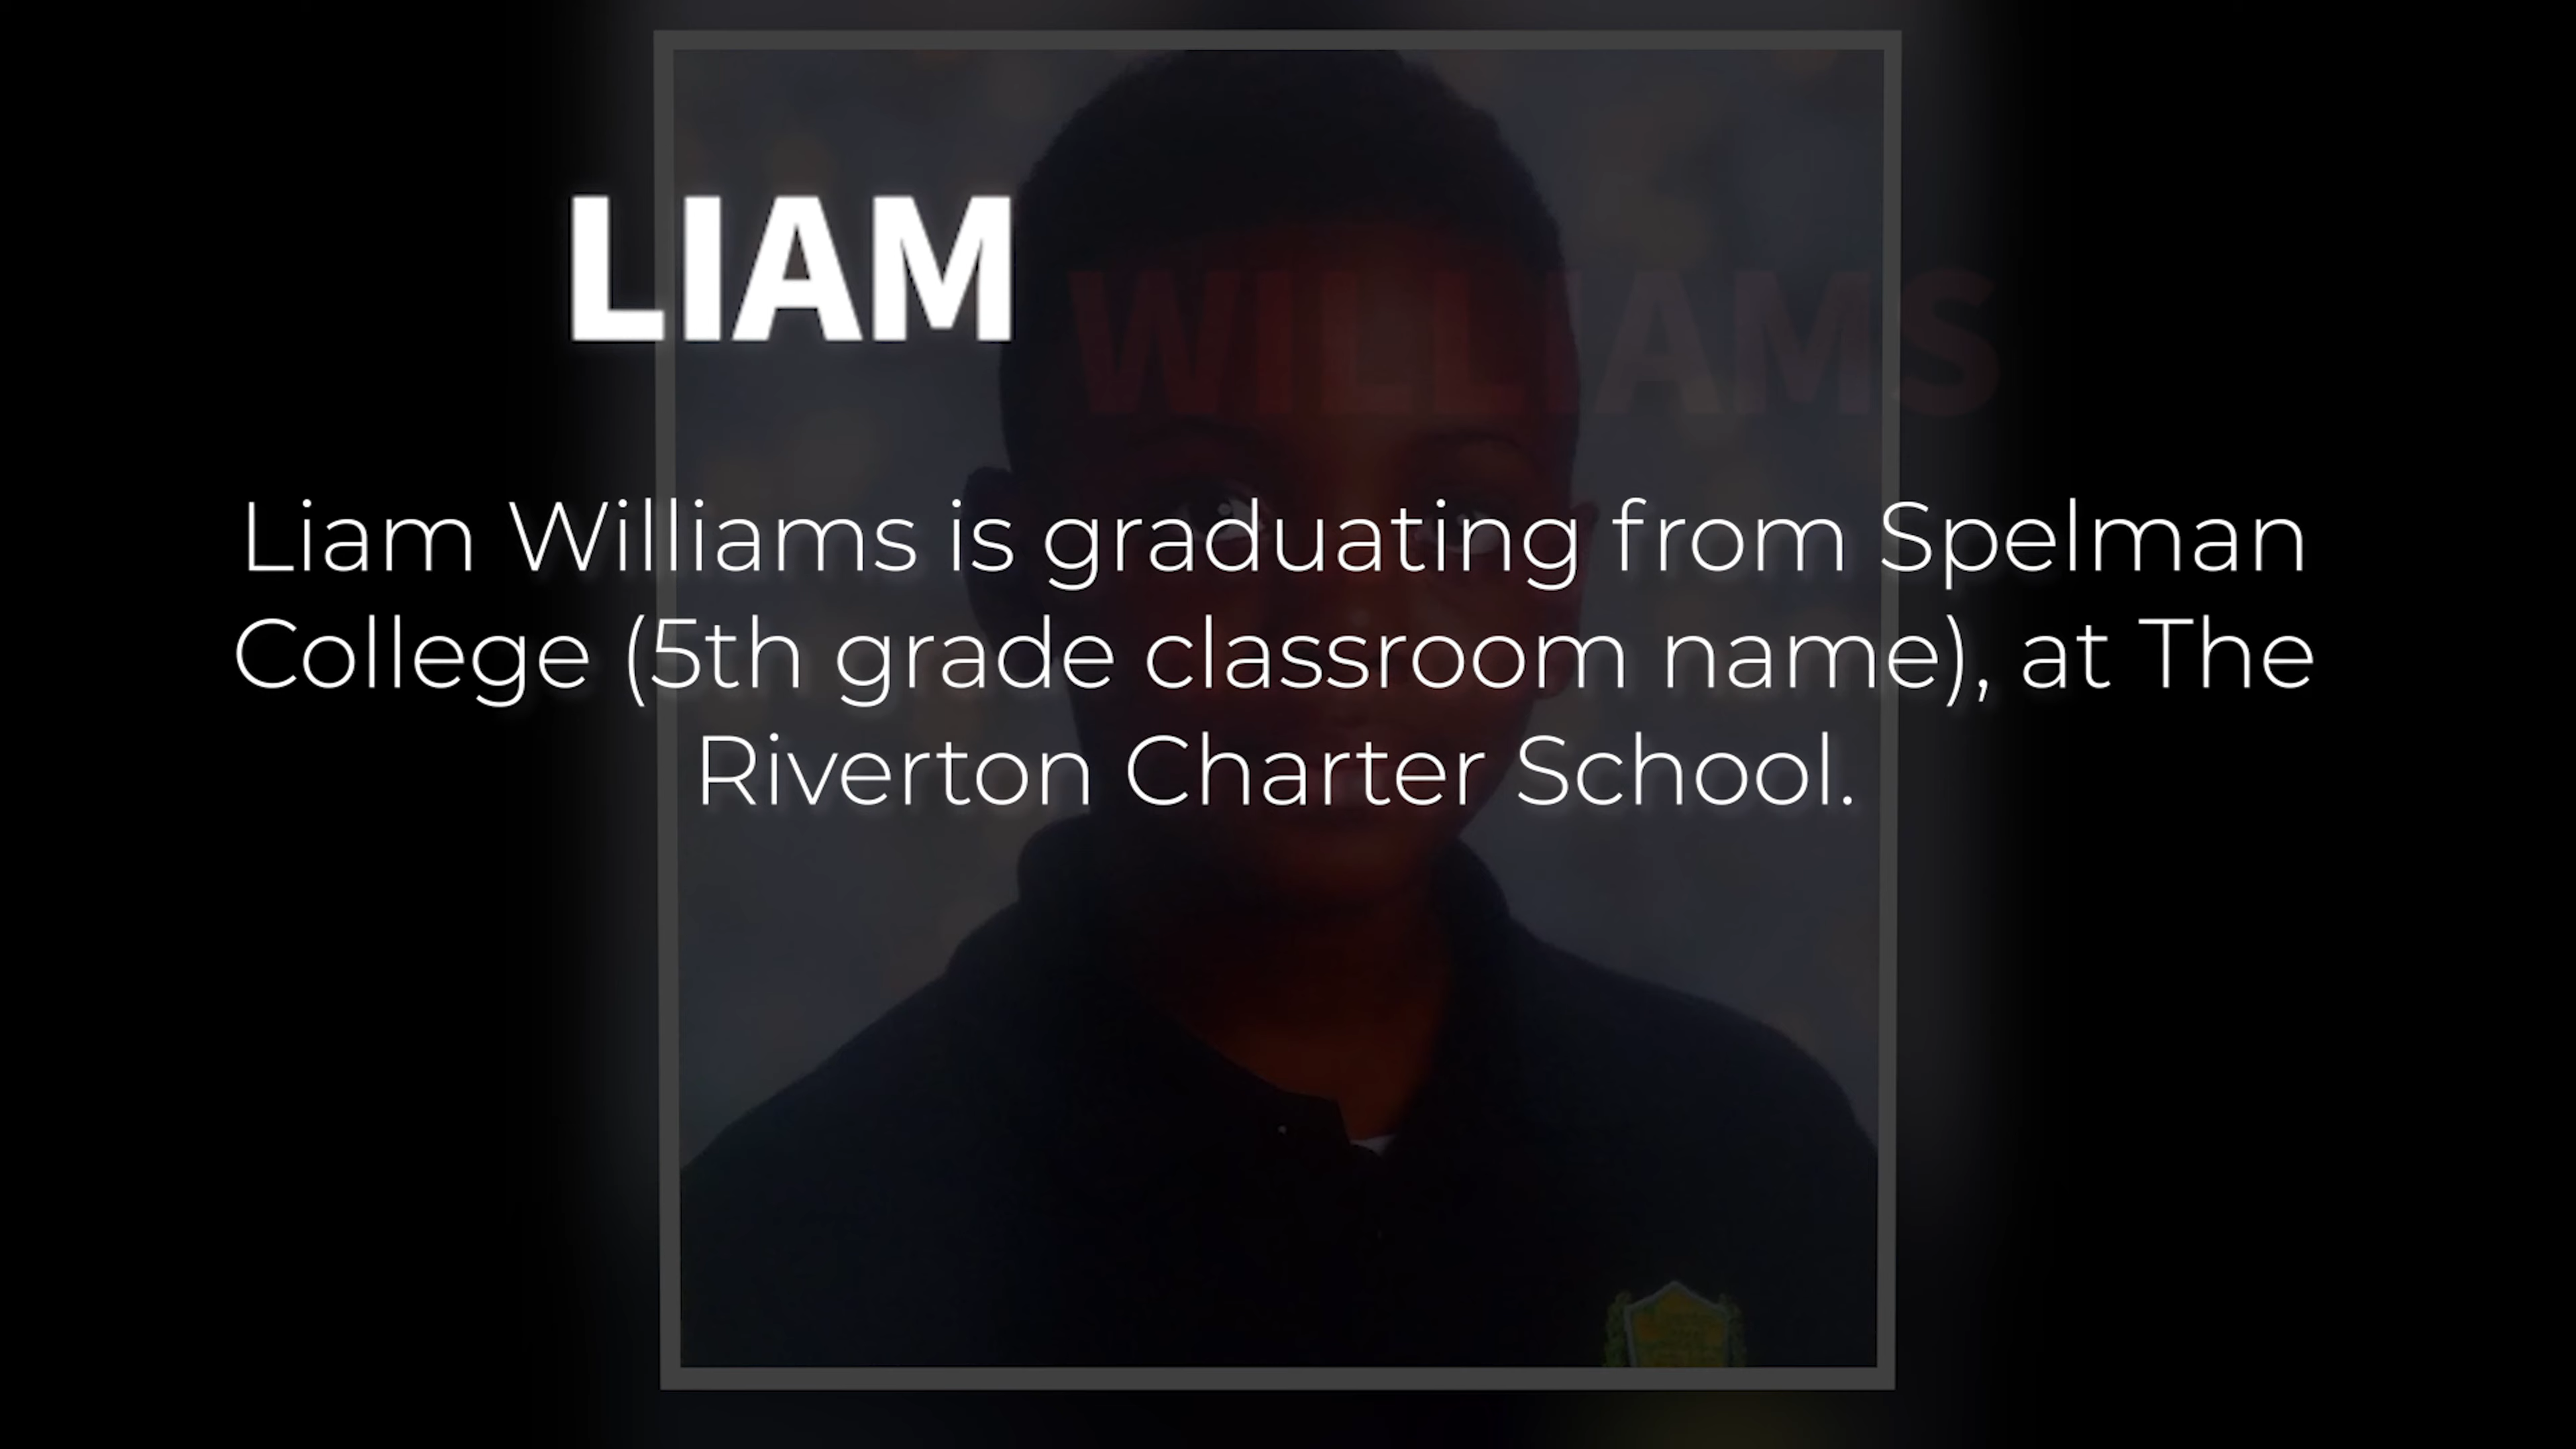 LIAM
WILLIAMS
Liam Williams is graduating from Spelman
College (5th grade classroom name), at The
Riverton Charter School.